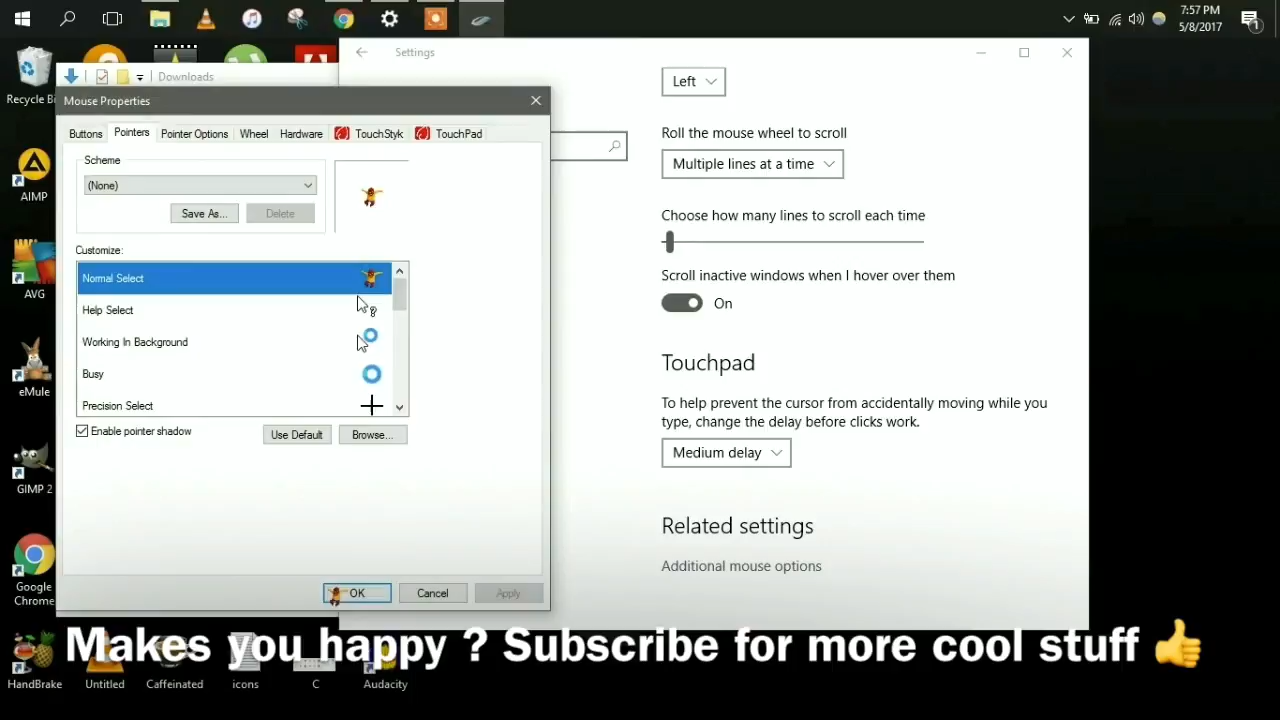 7:57 PM
5/8/2017
1
Settings
Downloads
Recycle Bi
Mouse Properties
Buttons
Pointers
Pointer Options
Wheel
Hardware
TouchStyk
TouchPad
Scheme
(None)
Save As...
Delete
Customize:
Normal Select
Help Select
Working In Background
Busy
Precision Select
Enable pointer shadow
Use Default
Browse...
OK
Cancel
Apply
Left
Roll the mouse wheel to scroll
Multiple lines at a time
Choose how many lines to scroll each time
Scroll inactive windows when I hover over them
On
Touchpad
To help prevent the cursor from accidentally moving while you
type, change the delay before clicks work.
Medium delay
Related settings
Additional mouse options
AIMP
AVG
eMule
GIMP 2
Google
Chrome
Makes you happy ? Subscribe for more cool stuff 👍
HandBrake
Untitled
Caffeinated
icons
C
Audacity